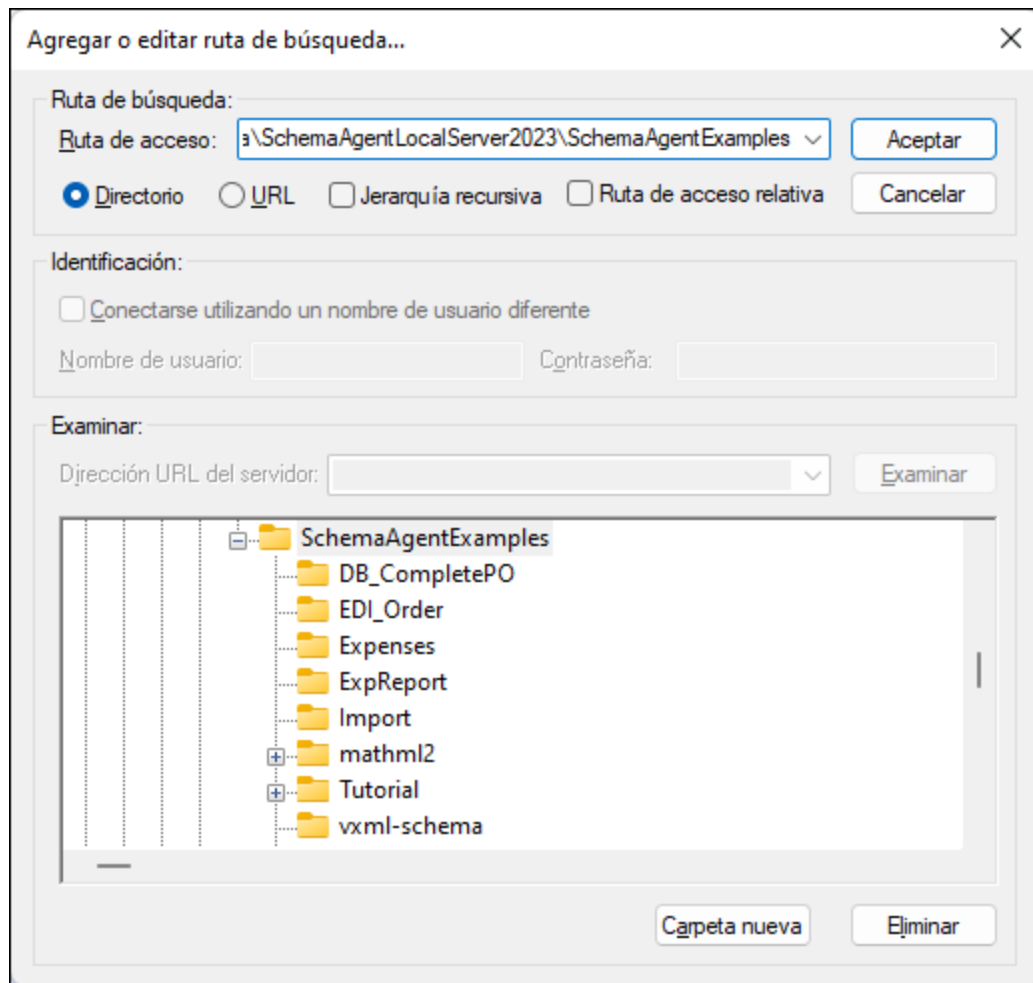 Agregar o editar ruta de búsqueda...
Ruta de búsqueda:
Ruta de acceso: a\SchemaAgentLocalServer2023\SchemaAgentExamples Aceptar
Directorio URL Jerarquía recursiva Ruta de acceso relativa Cancelar
Identificación:
Conectarse utilizando un nombre de usuario diferente
Nombre de usuario: Contraseña:
Examinar:
Dirección URL del servidor: Examinar
SchemaAgentExamples
DB_CompletePO
EDI_Order
Expenses
ExpReport
Import
mathml2
Tutorial
vxml-schema
Carpeta nueva Eliminar